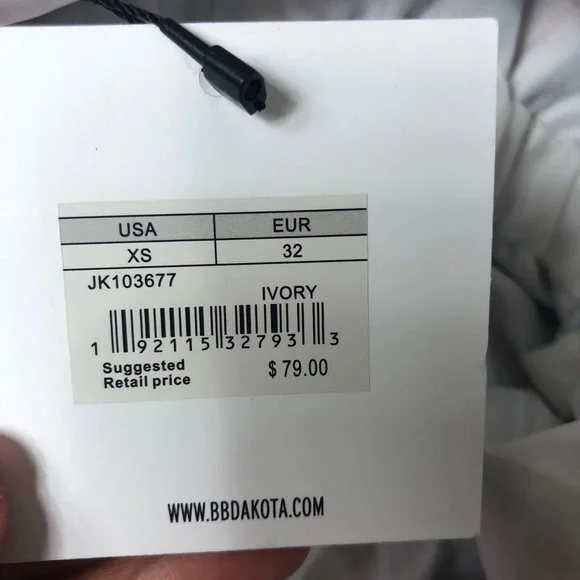 USA EUR
XS 32
JK103677
IVORY
1 92115 32793 3
Suggested
Retail price $79.00
WWW.BBDAKOTA.COM